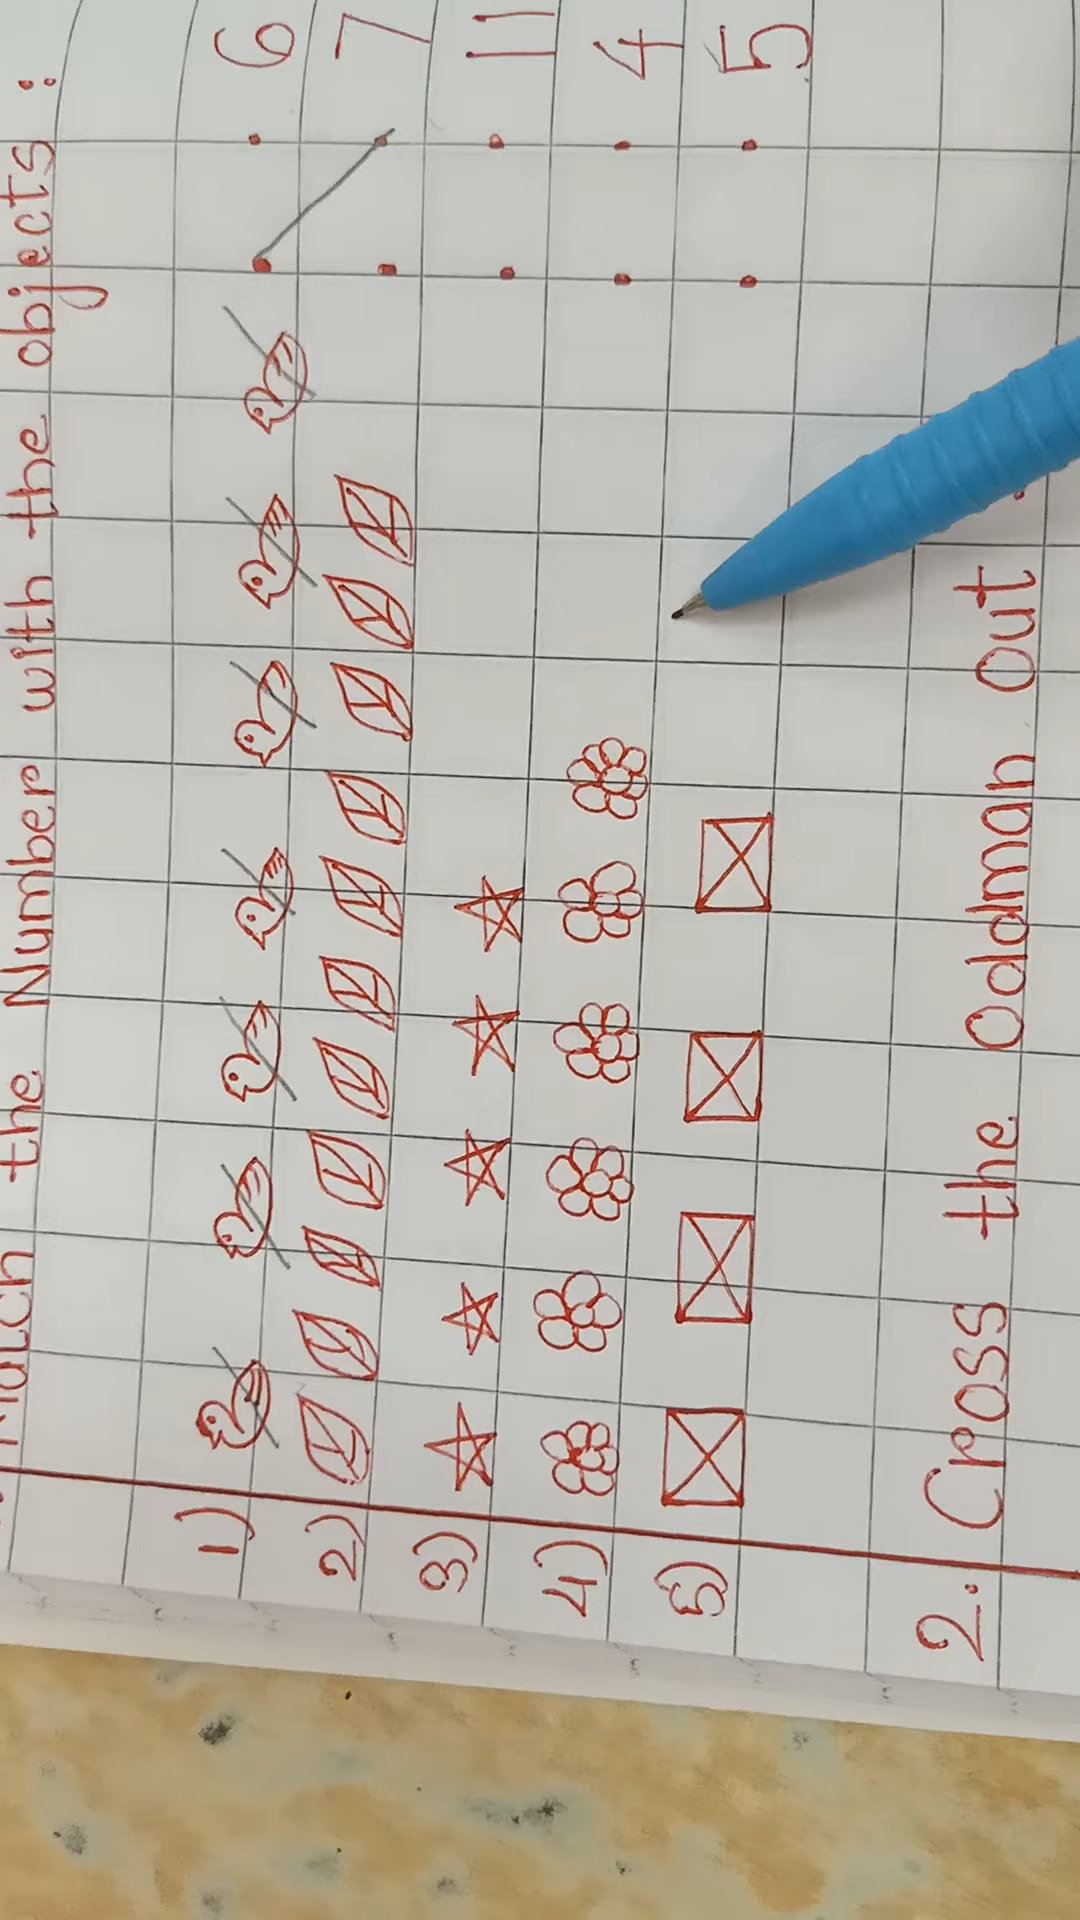 Match the Number with the objects :
1) 6
2) 7
3) 11
4) 4
5) 5
2. Cross the Oddman out .